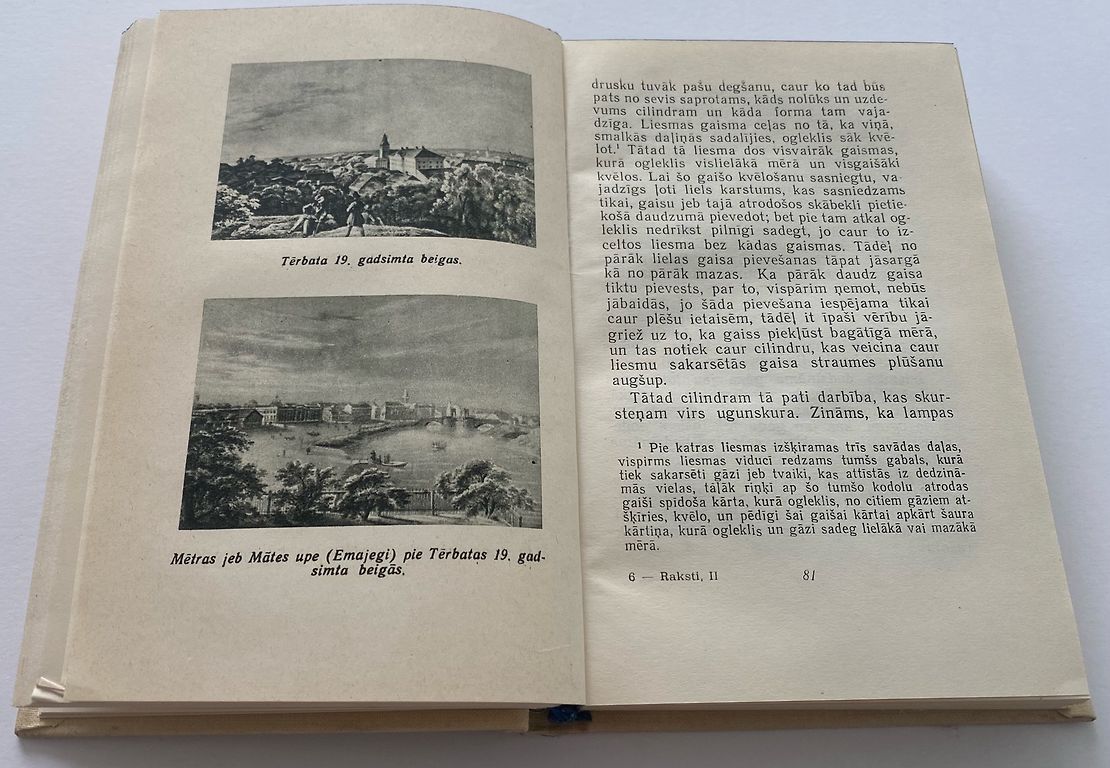 Tērbata 19. gadsimta beigas.
Mētras jeb Mātes upe (Emajegi) pie Tērbatas 19. gad-
simta beigās.
drusku tuvāk pašu degšanu, caur ko tad būs
pats no sevis saprotams, kāds nolūks un uzde-
vums cilindram un kāda forma tam vaja-
dzīga. Liesmas gaisma ceļas no tā, ka viņā,
smalkās daļiņās sadalījies, ogleklis sāk kvē-
lot.¹ Tātad tā liesma dos visvairāk gaismas,
kurā ogleklis vislielākā mērā un visgaišāki
kvēlos. Lai šo gaišo kvēlošanu sasniegtu, va-
jadzīgs ļoti liels karstums, kas sasniedzams
tikai, gaisu jeb tajā atrodošos skābekli pietie-
košā daudzumā pievedot; bet pie tam atkal og-
leklis nedrīkst pilnīgi sadegt, jo caur to iz-
celtos liesma bez kādas gaismas. Tādeļ no
pārāk lielas gaisa pievešanas tāpat jāsargā
kā no pārāk mazas. Ka pārāk daudz gaisa
tiktu pievests, par to, vispārim ņemot, nebūs
jābaidās, jo šāda pievešana iespējama tikai
caur plēšu ietaisēm, tādēļ it īpaši vērību jā-
griež uz to, ka gaiss piekļūst bagātīgā mērā,
un tas notiek caur cilindru, kas veicina caur
liesmu sakarsētās gaisa straumes plūšanu
augšup.
Tātad cilindram tā pati darbība, kas skur-
steņam virs ugunskura. Zināms, ka lampas
¹ Pie katras liesmas izšķiramas trīs savādas daļas,
vispirms liesmas viducī redzams tumšs gabals, kurā
tiek sakarsēti gāzi jeb tvaiki, kas attīstās iz dedzinā-
mās vielas, tāļāk riņķī ap šo tumšo kodolu atrodas
gaiši spīdoša kārta, kurā ogleklis, no citiem gāziem at-
šķīries, kvēlo, un pēdīgi šai gaišai kārtai apkārt šaura
kārtiņa, kurā ogleklis un gāzi sadeg lielākā vai mazākā
mērā.
6 — Raksti, II 81